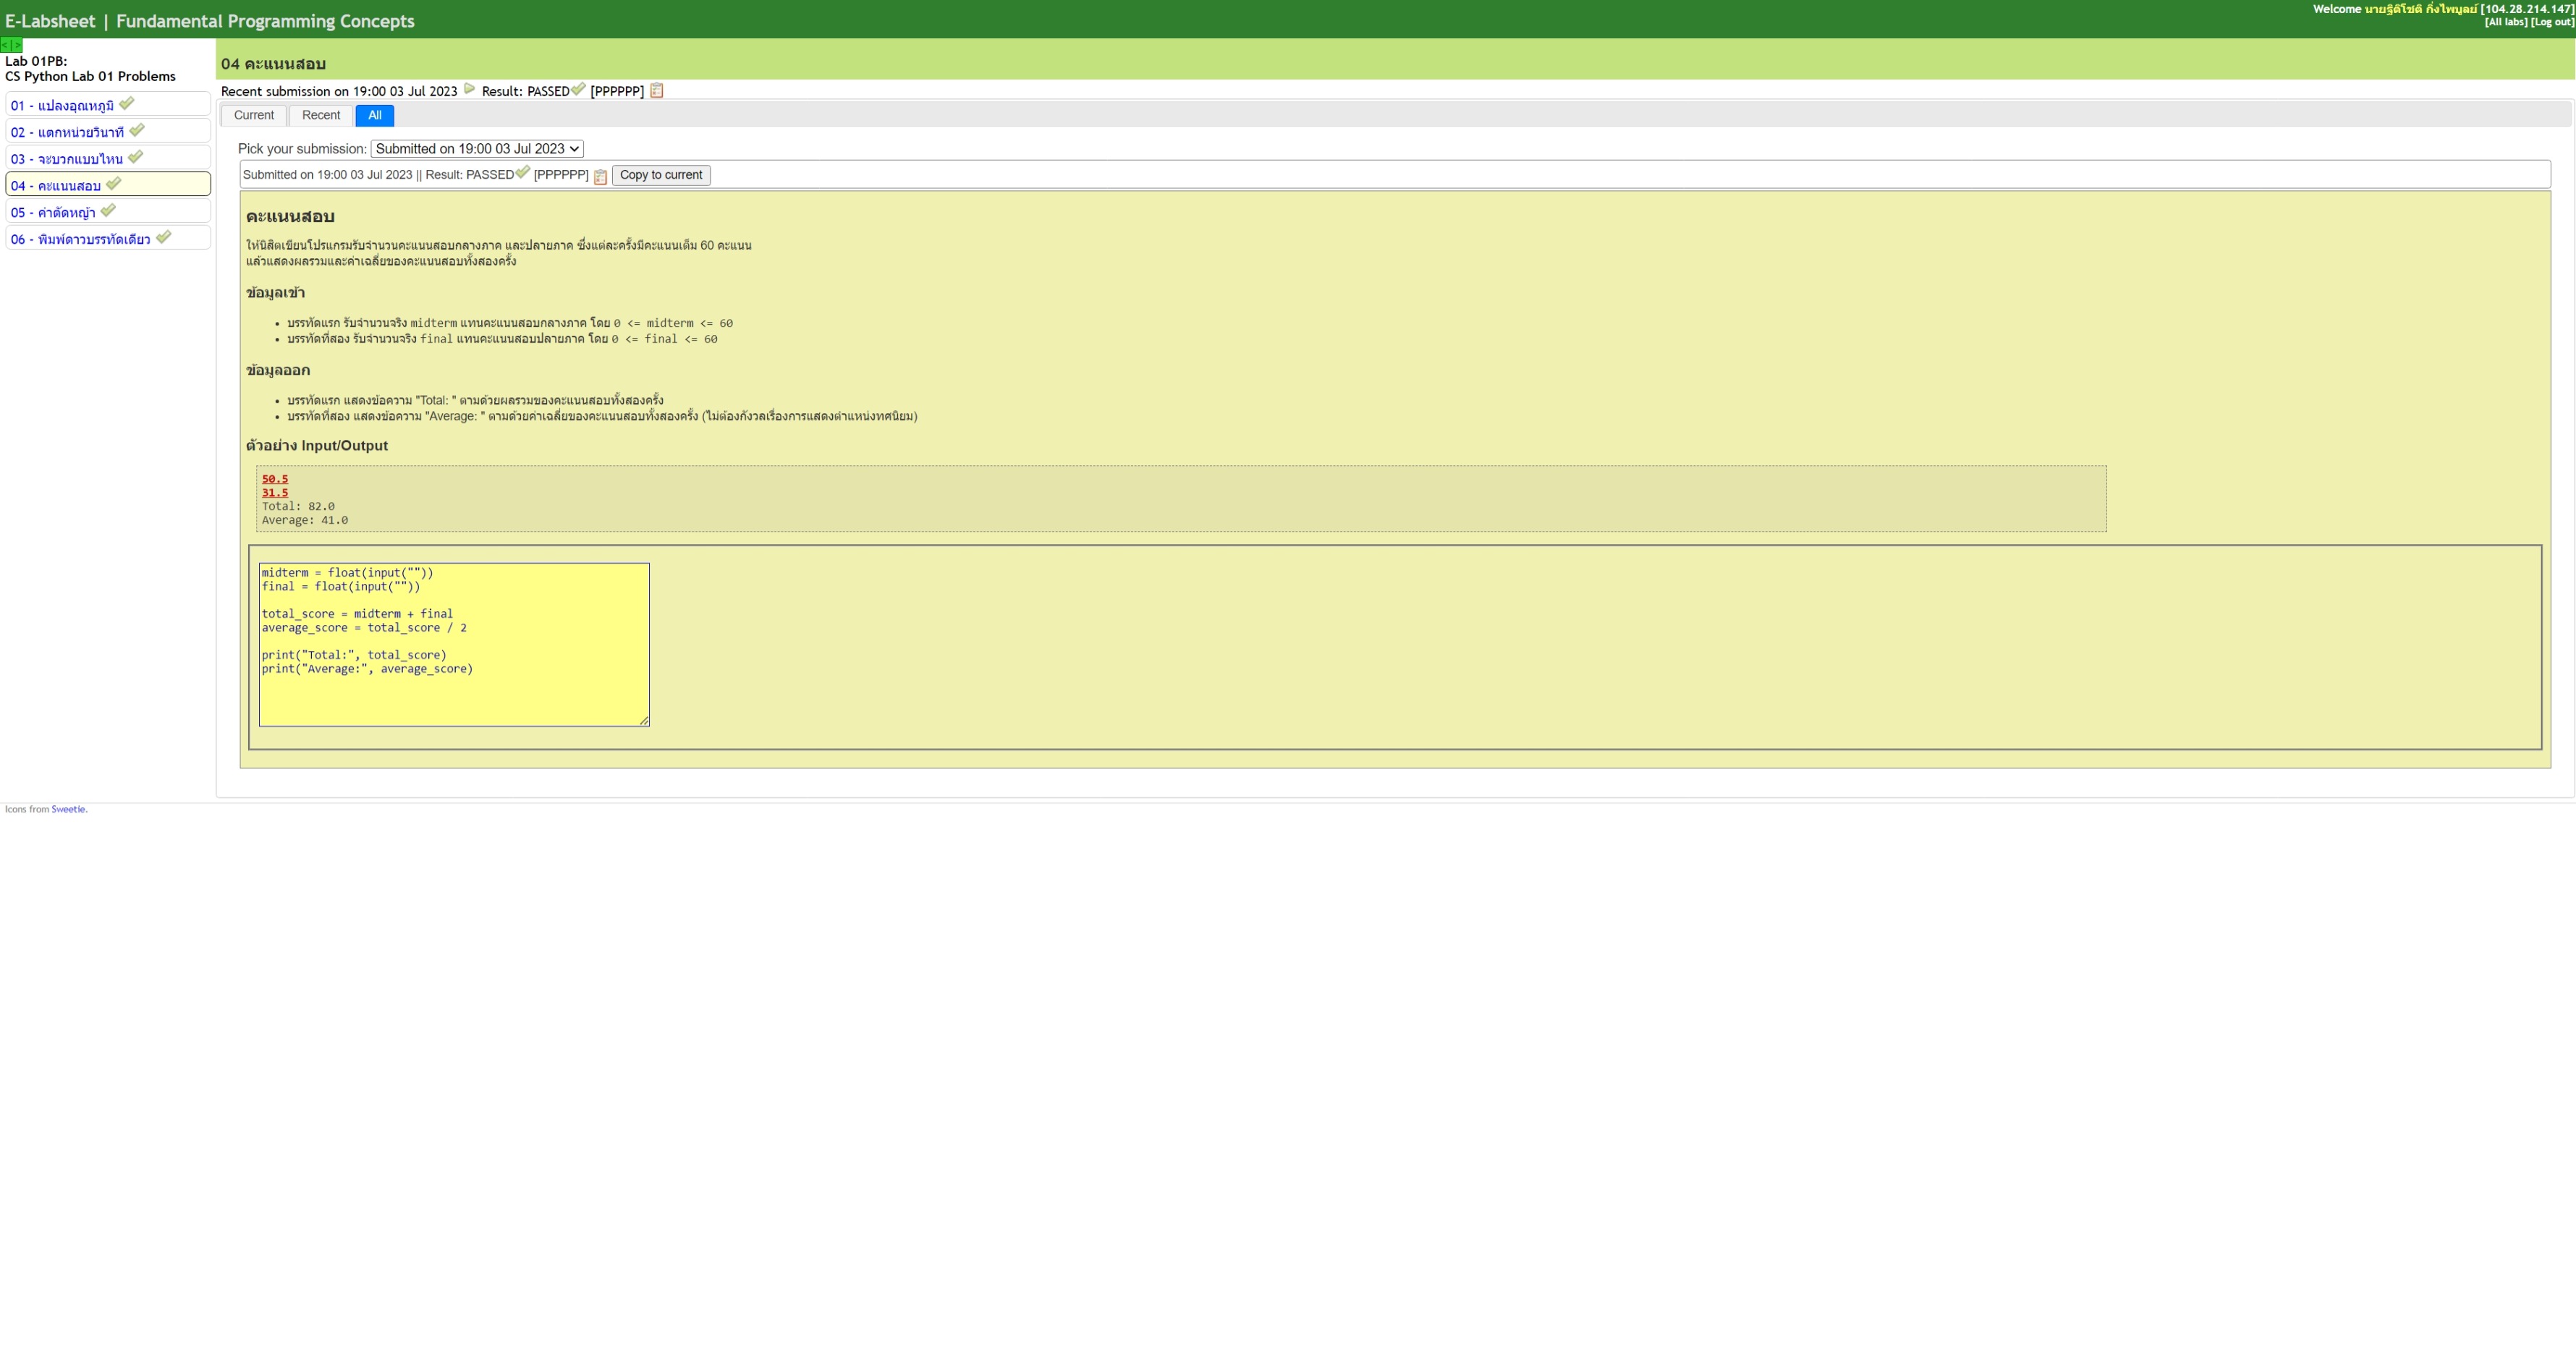 E-Labsheet | Fundamental Programming Concepts
Welcome นายฐิติโชติ กิ่งไพบูลย์ [104.28.214.147]
[All labs] [Log out]
<|>
Lab 01PB:
CS Python Lab 01 Problems
01 - แปลงอุณหภูมิ
02 - แตกหน่วยวินาที
03 - จะบวกแบบไหน
04 - คะแนนสอบ
05 - ค่าตัดหญ้า
06 - พิมพ์ดาวบรรทัดเดียว
04 คะแนนสอบ
Recent submission on 19:00 03 Jul 2023 Result: PASSED [PPPPPP]
Current Recent All
Pick your submission: Submitted on 19:00 03 Jul 2023
Submitted on 19:00 03 Jul 2023 || Result: PASSED [PPPPPP] Copy to current
คะแนนสอบ
ให้นิสิตเขียนโปรแกรมรับจำนวนคะแนนสอบกลางภาค และปลายภาค ซึ่งแต่ละครั้งมีคะแนนเต็ม 60 คะแนน
แล้วแสดงผลรวมและค่าเฉลี่ยของคะแนนสอบทั้งสองครั้ง
ข้อมูลเข้า
• บรรทัดแรก รับจำนวนจริง midterm แทนคะแนนสอบกลางภาค โดย 0 <= midterm <= 60
• บรรทัดที่สอง รับจำนวนจริง final แทนคะแนนสอบปลายภาค โดย 0 <= final <= 60
ข้อมูลออก
• บรรทัดแรก แสดงข้อความ "Total: " ตามด้วยผลรวมของคะแนนสอบทั้งสองครั้ง
• บรรทัดที่สอง แสดงข้อความ "Average: " ตามด้วยค่าเฉลี่ยของคะแนนสอบทั้งสองครั้ง (ไม่ต้องกังวลเรื่องการแสดงตำแหน่งทศนิยม)
ตัวอย่าง Input/Output
50.5
31.5
Total: 82.0
Average: 41.0
midterm = float(input(""))
final = float(input(""))
total_score = midterm + final
average_score = total_score / 2
print("Total:", total_score)
print("Average:", average_score)
Icons from Sweetie.